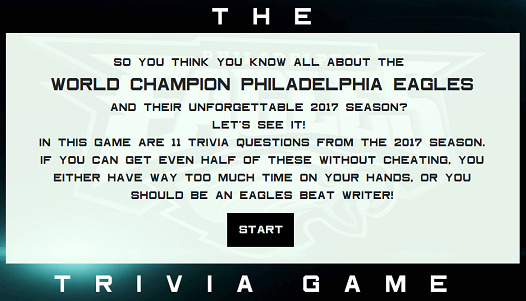 THE
SO YOU THINK YOU KNOW ALL ABOUT THE
WORLD CHAMPION PHILADELPHIA EAGLES
AND THEIR UNFORGETTABLE 2017 SEASON?
LET'S SEE IT!
IN THIS GAME ARE 11 TRIVIA QUESTIONS FROM THE 2017 SEASON.
IF YOU CAN GET EVEN HALF OF THESE WITHOUT CHEATING, YOU
EITHER HAVE WAY TOO MUCH TIME ON YOUR HANDS, OR YOU
SHOULD BE AN EAGLES BEAT WRITER!
START
TRIVIA GAME